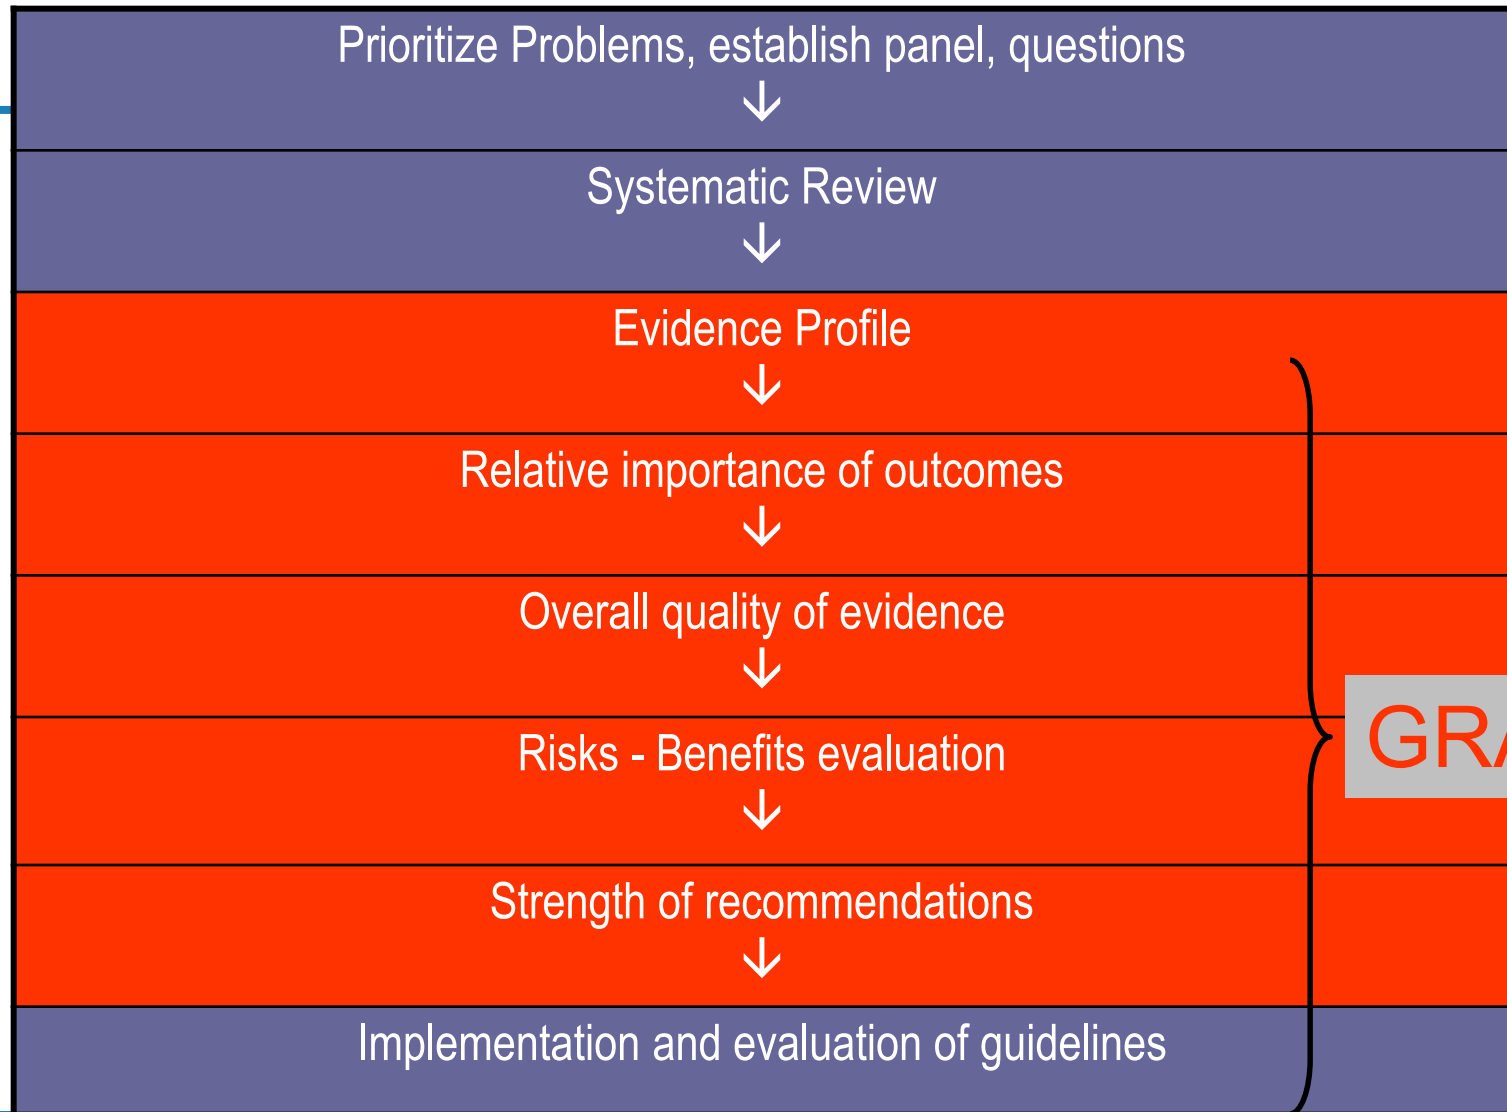 Prioritize Problems, establish panel, questions
↓
Systematic Review
↓
Evidence Profile
↓
Relative importance of outcomes
↓
Overall quality of evidence
↓
Risks - Benefits evaluation
↓
GRA
Strength of recommendations
↓
Implementation and evaluation of guidelines